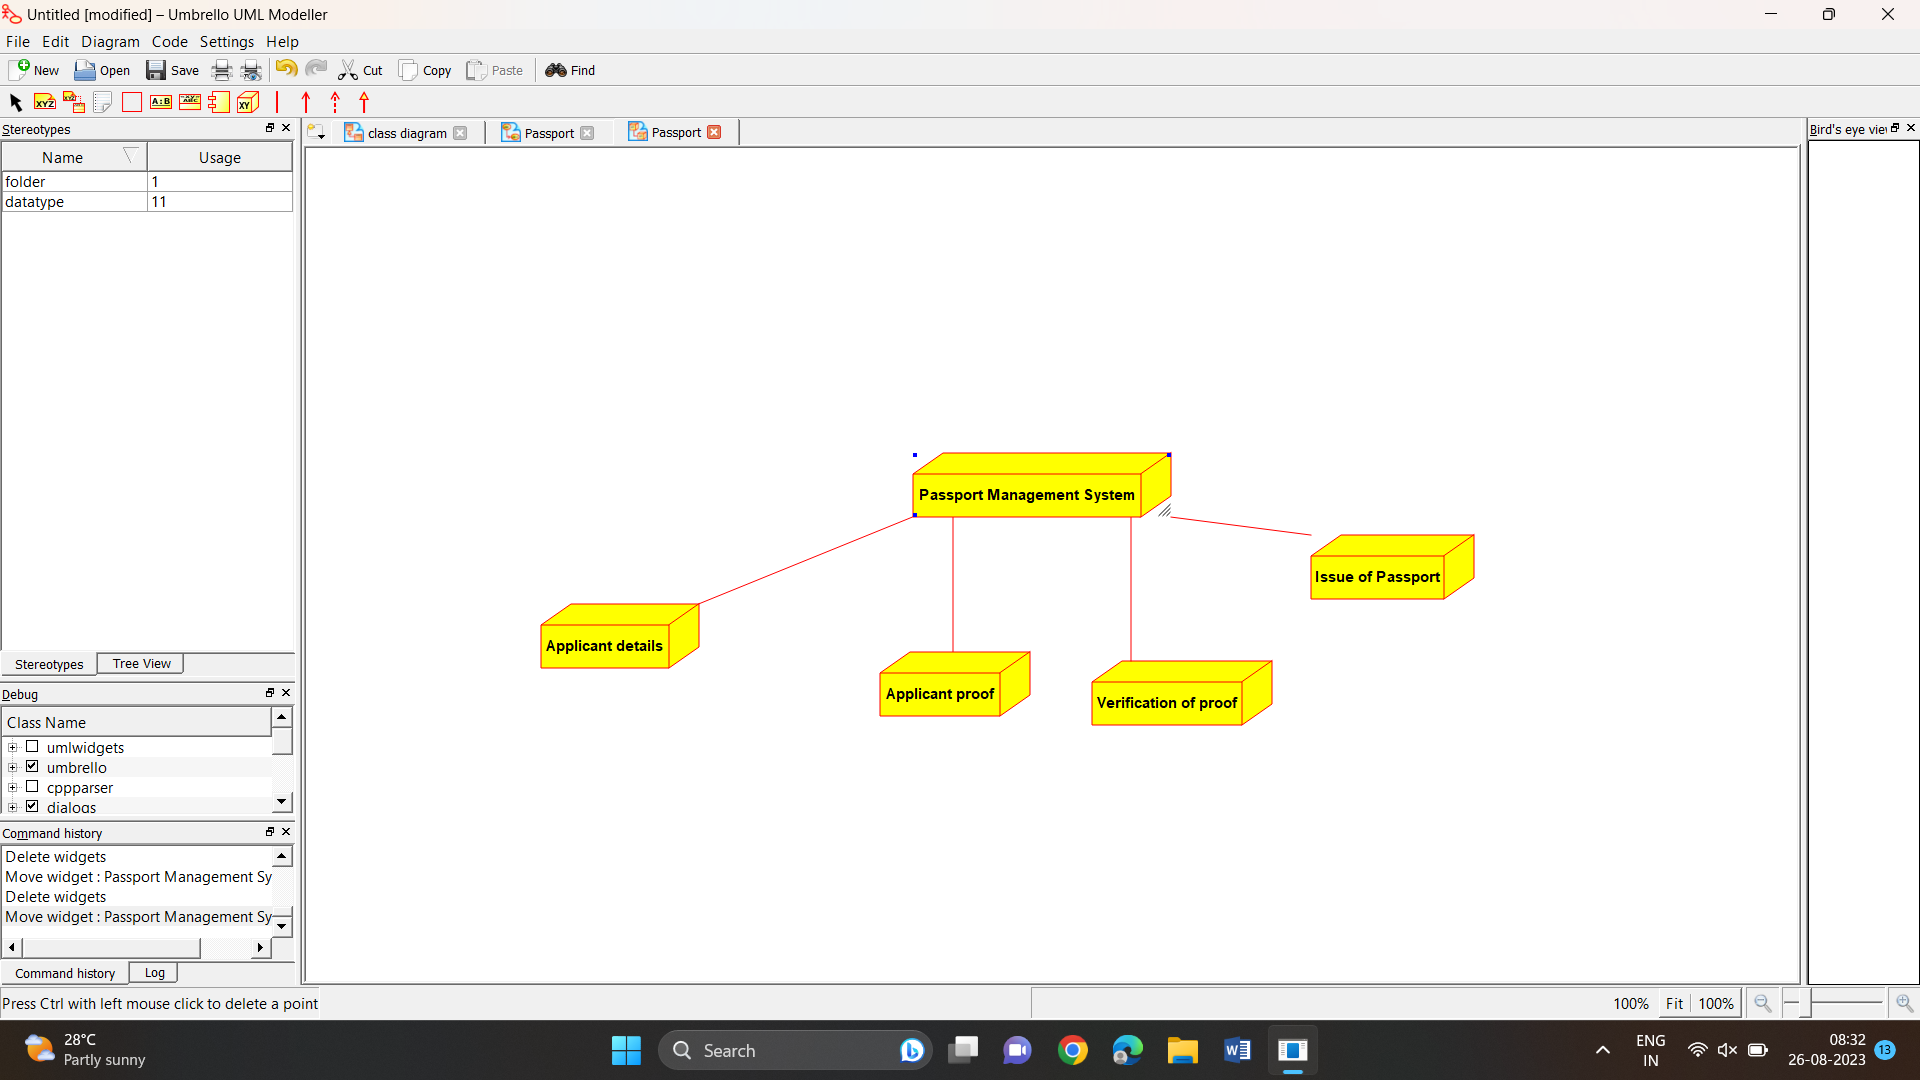 Untitled [modified] – Umbrello UML Modeller
File Edit Diagram Code Settings Help
New Open Save Cut Copy Paste Find
XYZ A:B ABC XY
Stereotypes
Name Usage
folder 1
datatype 11
Stereotypes Tree View
Debug
Class Name
umlwidgets
umbrello
cppparser
dialogs
Command history
Delete widgets
Move widget : Passport Management Sy
Delete widgets
Move widget : Passport Management Sy
Command history Log
class diagram Passport Passport
Passport Management System
Issue of Passport
Applicant details
Applicant proof
Verification of proof
Bird's eye vie
Press Ctrl with left mouse click to delete a point
100% Fit 100%
28°C
Partly sunny
Search
ENG
IN
08:32
26-08-2023
13